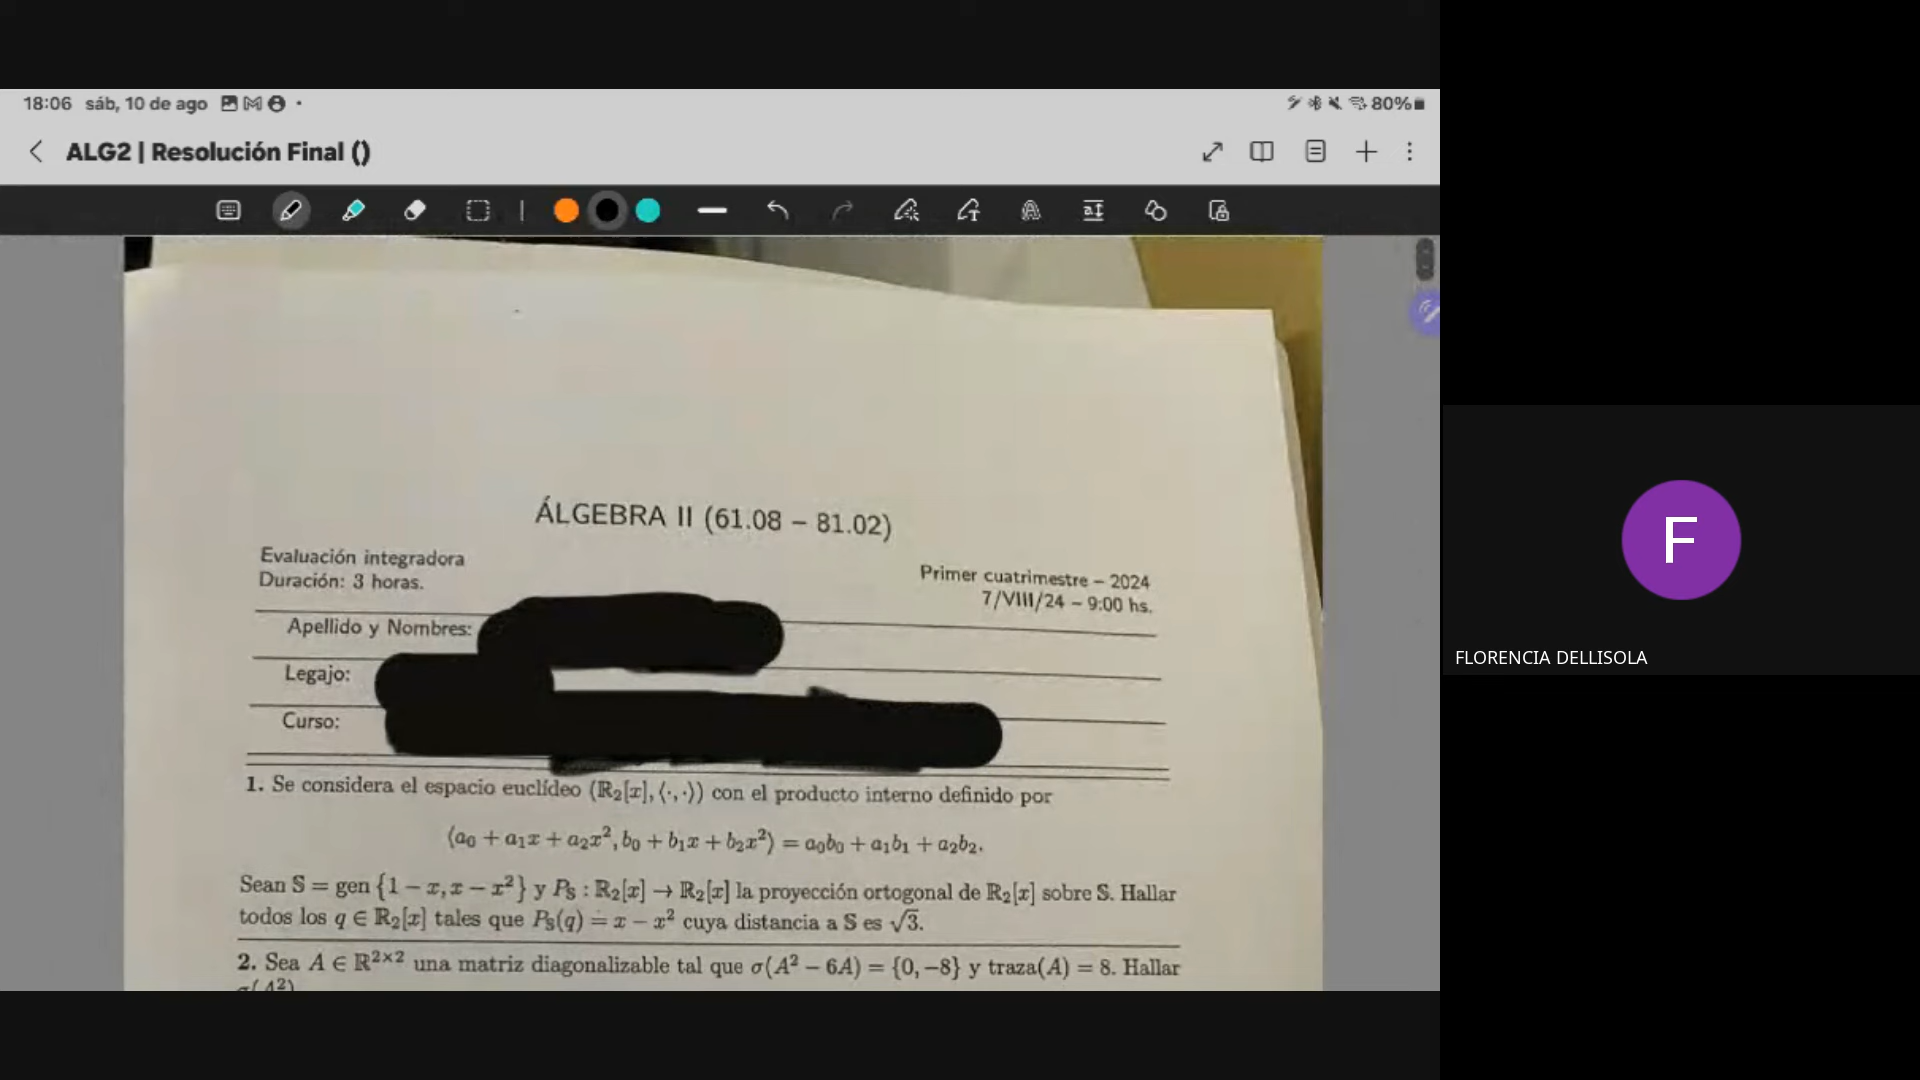 18:06 sáb, 10 de ago
80%
ALG2 | Resolución Final ()
ÁLGEBRA II (61.08 – 81.02)
Evaluación integradora
Duración: 3 horas.
Primer cuatrimestre – 2024
7/VIII/24 – 9:00 hs.
Apellido y Nombres:
Legajo:
Curso:
1. Se considera el espacio euclídeo (ℝ₂[x], ⟨·,·⟩) con el producto interno definido por
⟨a₀ + a₁x + a₂x², b₀ + b₁x + b₂x²⟩ = a₀b₀ + a₁b₁ + a₂b₂.
Sean 𝕊 = gen {1 − x, x − x²} y P_𝕊 : ℝ₂[x] → ℝ₂[x] la proyección ortogonal de ℝ₂[x] sobre 𝕊. Hallar
todos los q ∈ ℝ₂[x] tales que P_𝕊(q) = x − x² cuya distancia a 𝕊 es √3.
2. Sea A ∈ ℝ²ˣ² una matriz diagonalizable tal que σ(A² − 6A) = {0, −8} y traza(A) = 8. Hallar
σ(A²)
F
FLORENCIA DELLISOLA